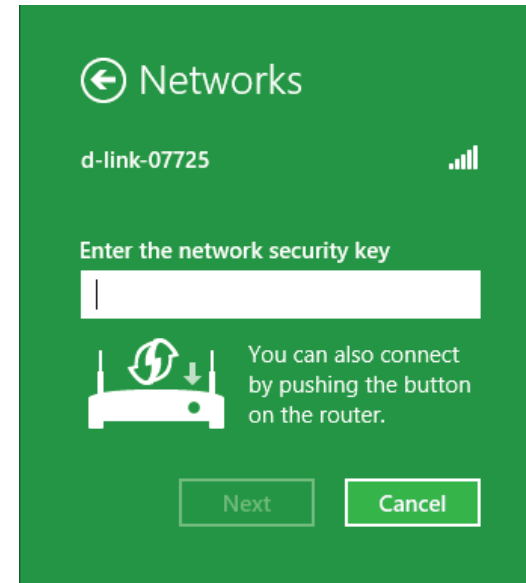 Networks
d-link-07725
Enter the network security key
You can also connect
by pushing the button
on the router.
Next
Cancel